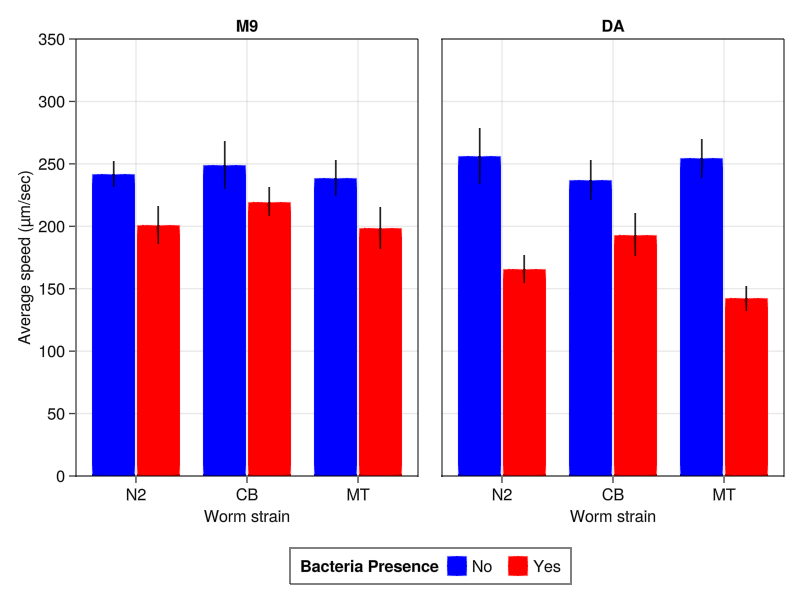 M9
DA
350
300
250
200
150
100
50
0
Average speed (μm/sec)
N2 CB MT
N2 CB MT
Worm strain
Worm strain
Bacteria Presence No Yes